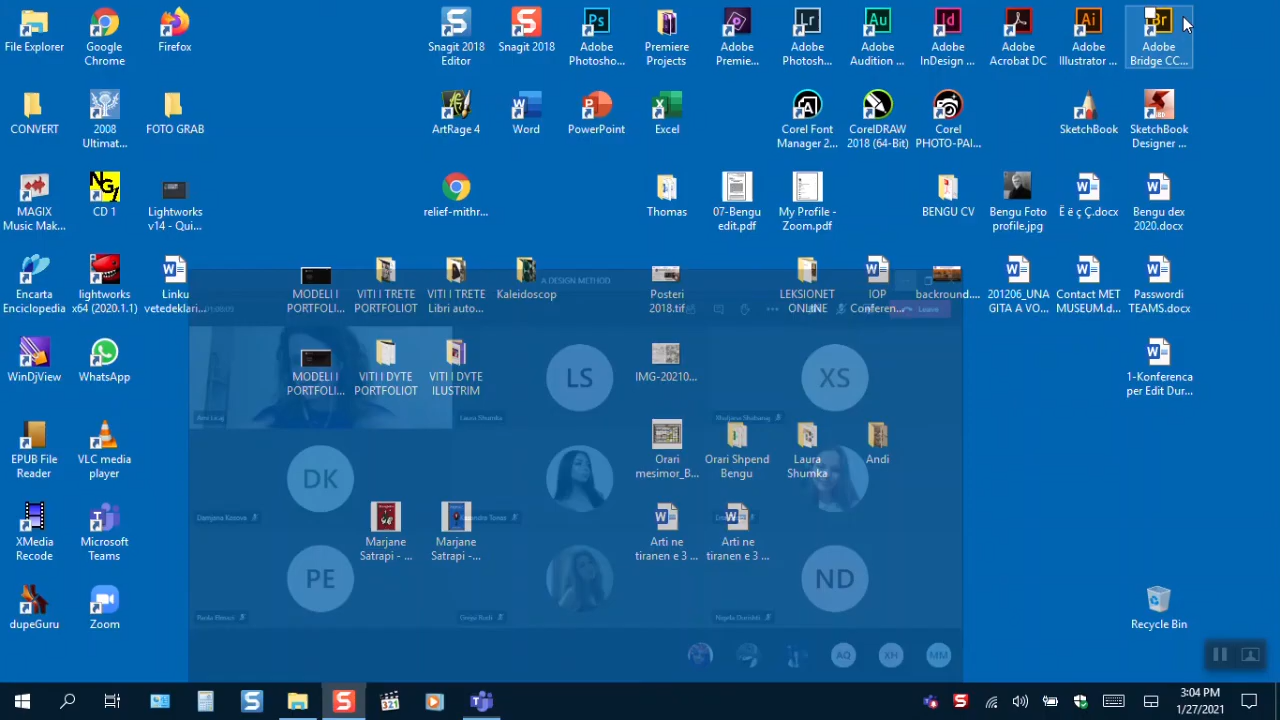 File Explorer
Google
Chrome
Firefox
Snagit 2018
Editor
Snagit 2018
Adobe
Photosho...
Premiere
Projects
Adobe
Premie...
Adobe
Photosh...
Adobe
Audition ...
Adobe
InDesign ...
Adobe
Acrobat DC
Adobe
Illustrator ...
Adobe
Bridge CC...
CONVERT
2008
Ultimat...
FOTO GRAB
ArtRage 4
Word
PowerPoint
Excel
Corel Font
Manager 2...
CorelDRAW
2018 (64-Bit)
Corel
PHOTO-PAI...
SketchBook
SketchBook
Designer ...
MAGIX
Music Mak...
CD 1
Lightworks
v14 - Qui...
relief-mithr...
Thomas
07-Bengu
edit.pdf
My Profile -
Zoom.pdf
BENGU CV
Bengu Foto
profile.jpg
Ë ë ç Ç.docx
Bengu dex
2020.docx
Encarta
Enciclopedia
lightworks
x64 (2020.1.1)
Linku
vetedeklari...
MODELI I
PORTFOLI...
VITI I TRETE
PORTFOLIOT
VITI I TRETE
Libri auto...
Kaleidoscop
A DESIGN METHOD
Posteri
2018.tif
LEKSIONET
ONLINE
IOP
Conferen...
backround....
Leave
201206_UNA
GITA A VO...
Contact MET
MUSEUM.d...
Passwordi
TEAMS.docx
WinDjView
WhatsApp
MODELI I
PORTFOLI...
VITI I DYTE
PORTFOLIOT
VITI I DYTE
ILUSTRIM
LS
Laura Shumka
IMG-20210...
XS
1-Konferenca
per Edit Dur...
EPUB File
Reader
VLC media
player
DK
Orari
mesimor_B...
Orari Shpend
Bengu
Laura
Shumka
Andi
XMedia
Recode
Microsoft
Teams
Marjane
Satrapi - ...
Marjane
Satrapi -...
Arti ne
tiranen e 3 ...
Arti ne
tiranen e 3 ...
dupeGuru
Zoom
PE
ND
Recycle Bin
AQ
XH
MM
3:04 PM
1/27/2021